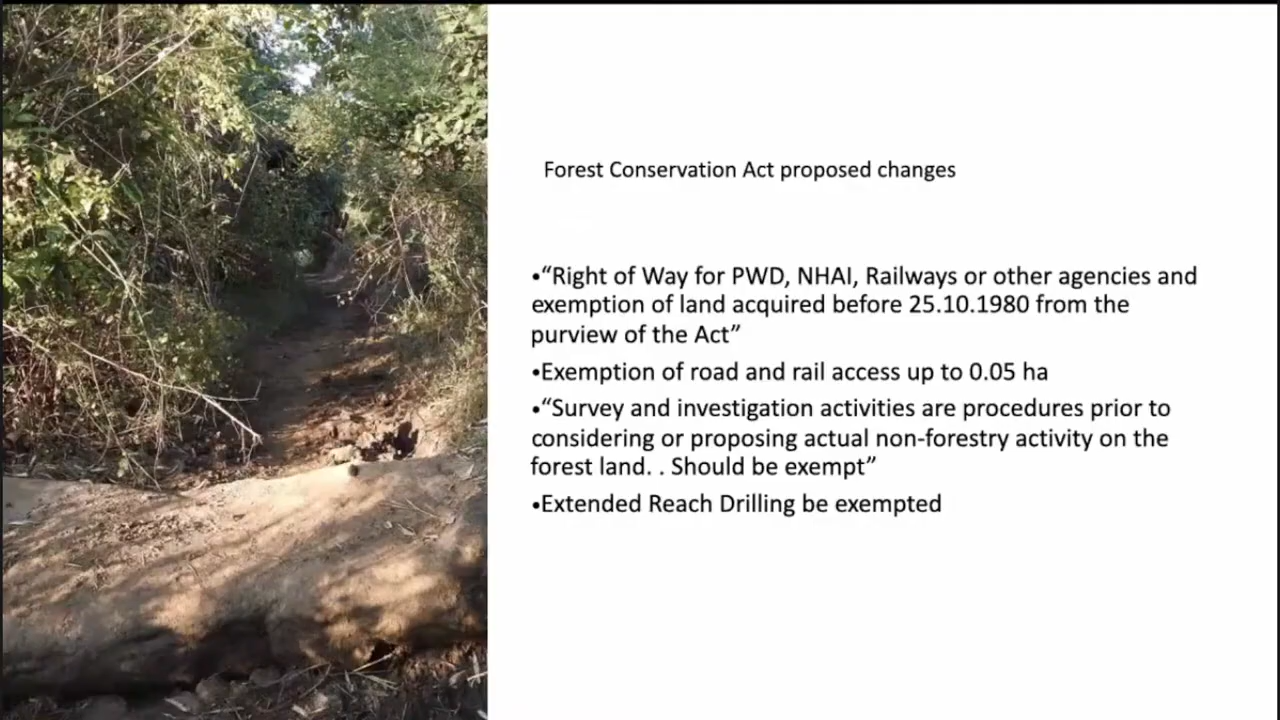 Forest Conservation Act proposed changes
•“Right of Way for PWD, NHAI, Railways or other agencies and
exemption of land acquired before 25.10.1980 from the
purview of the Act”
•Exemption of road and rail access up to 0.05 ha
•“Survey and investigation activities are procedures prior to
considering or proposing actual non-forestry activity on the
forest land. . Should be exempt”
•Extended Reach Drilling be exempted